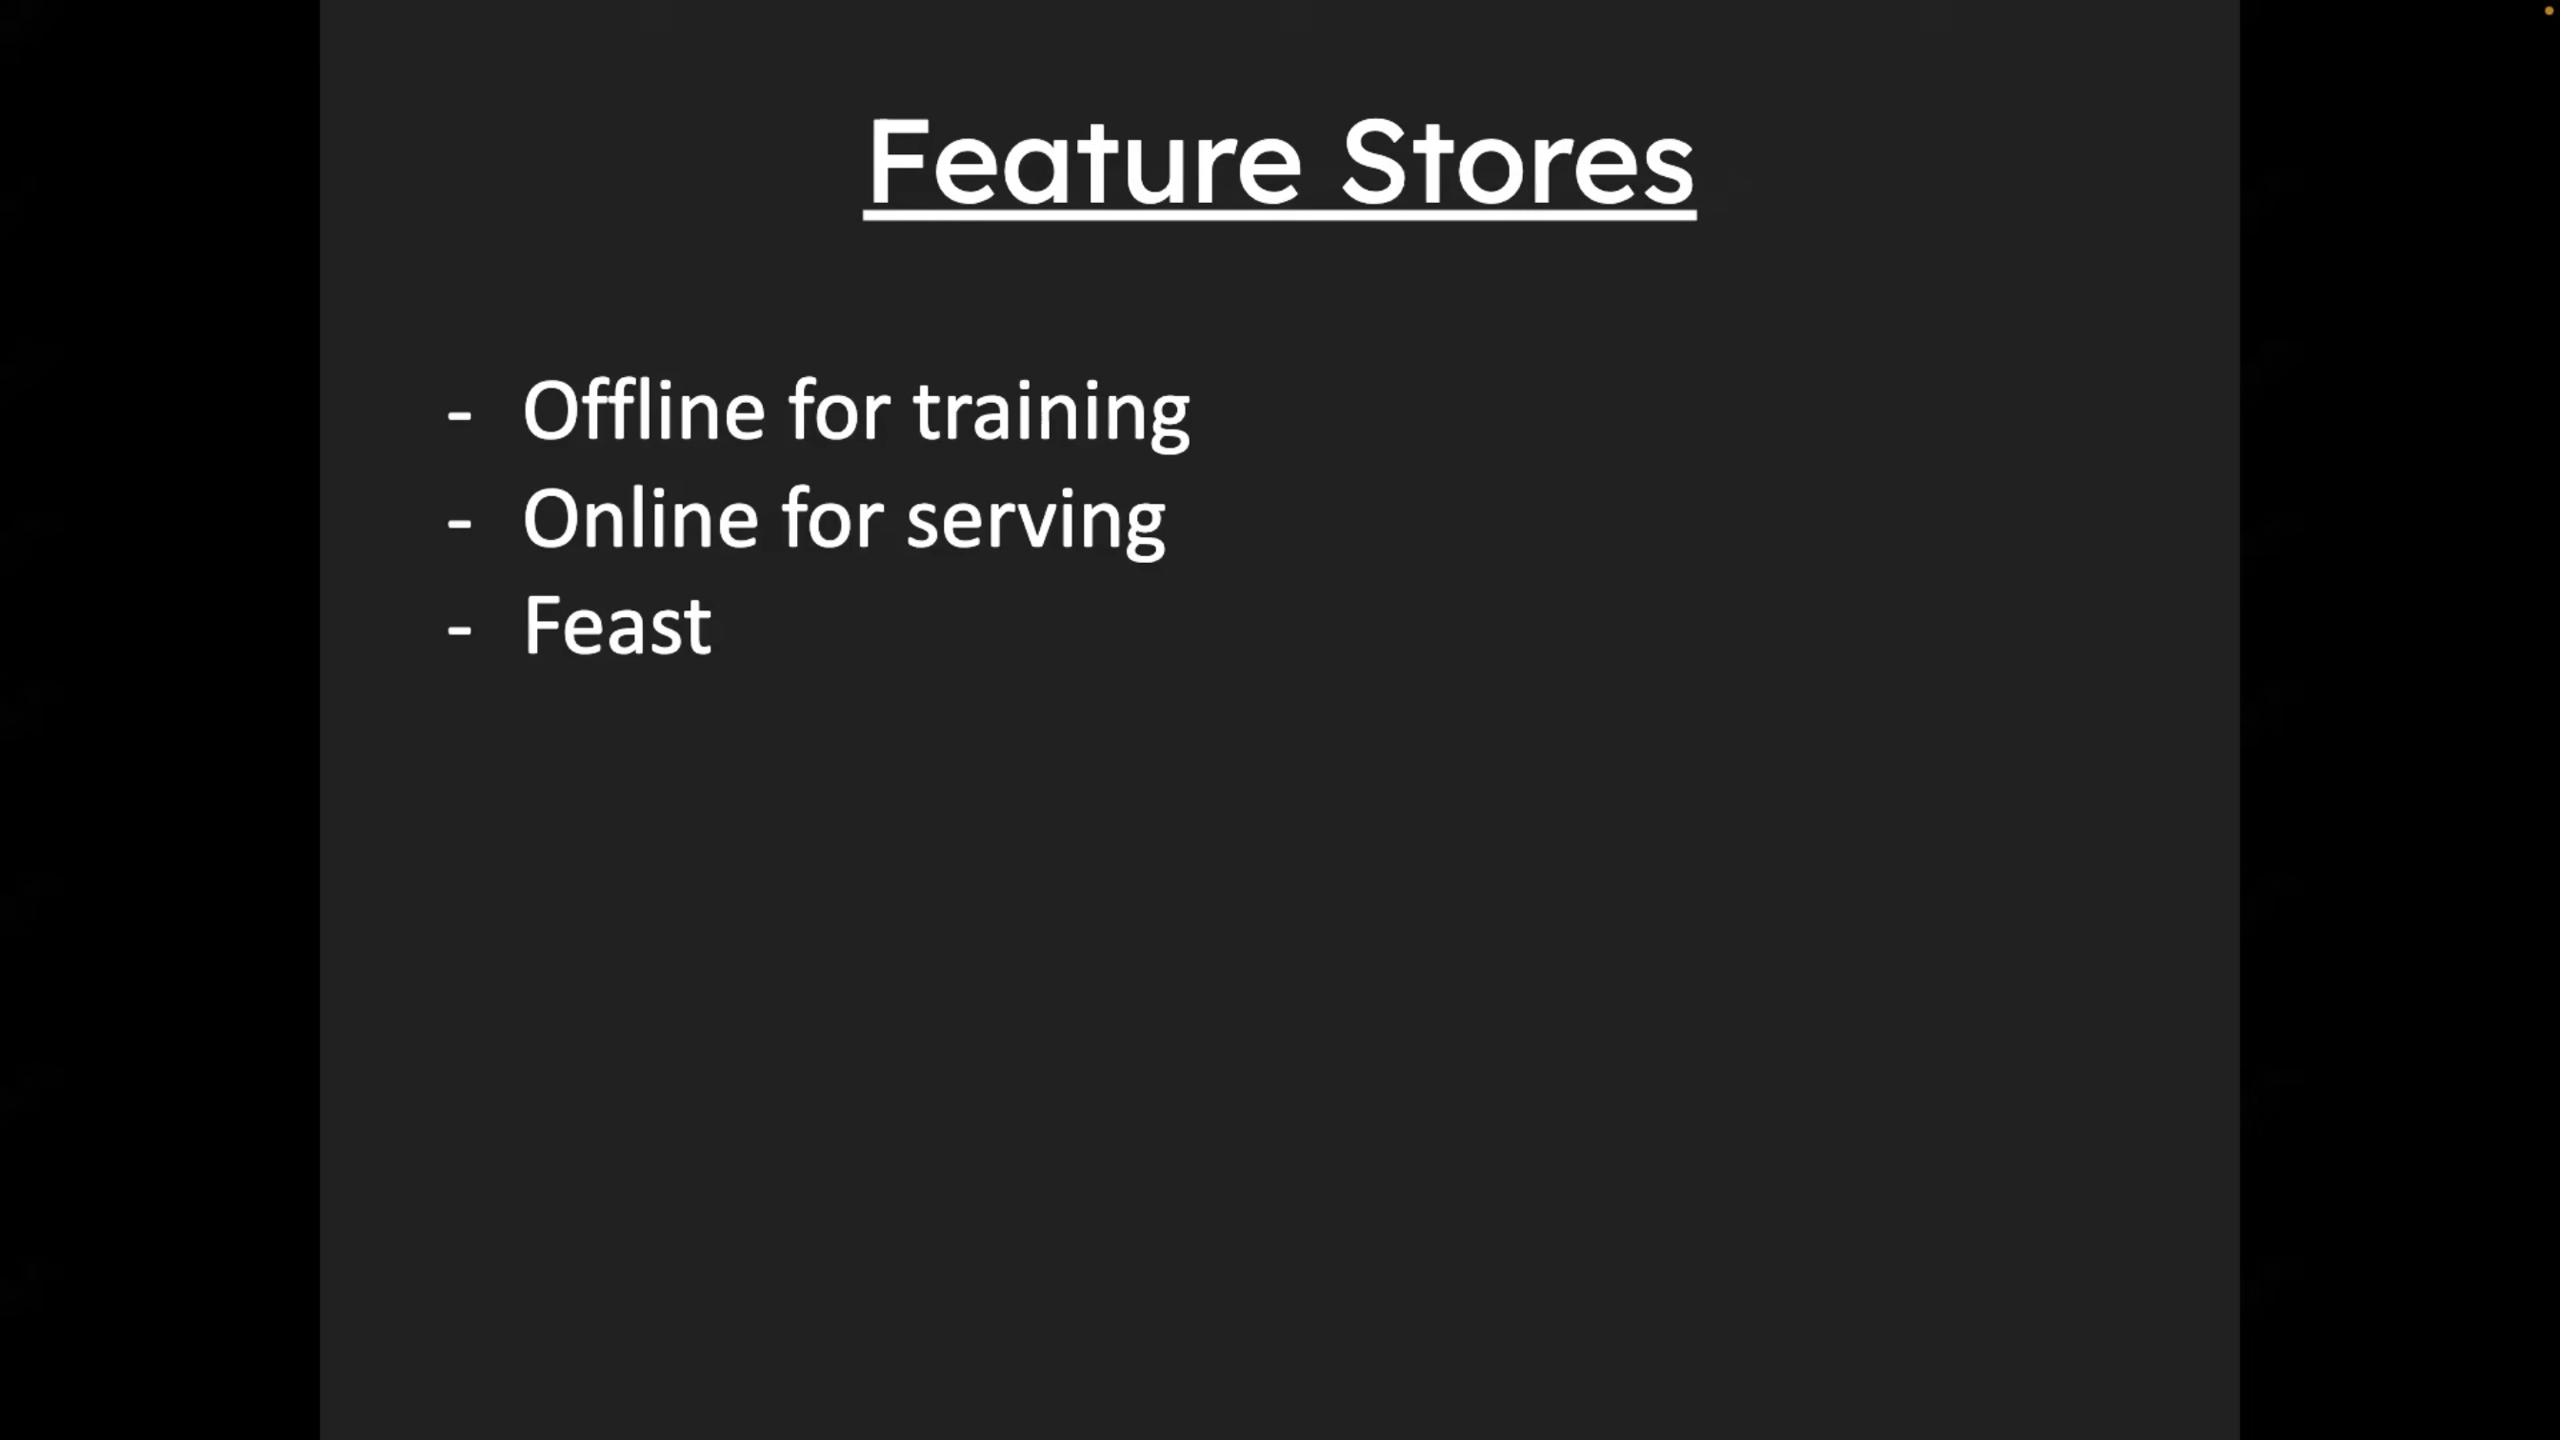 Feature Stores
- Offline for training
- Online for serving
- Feast